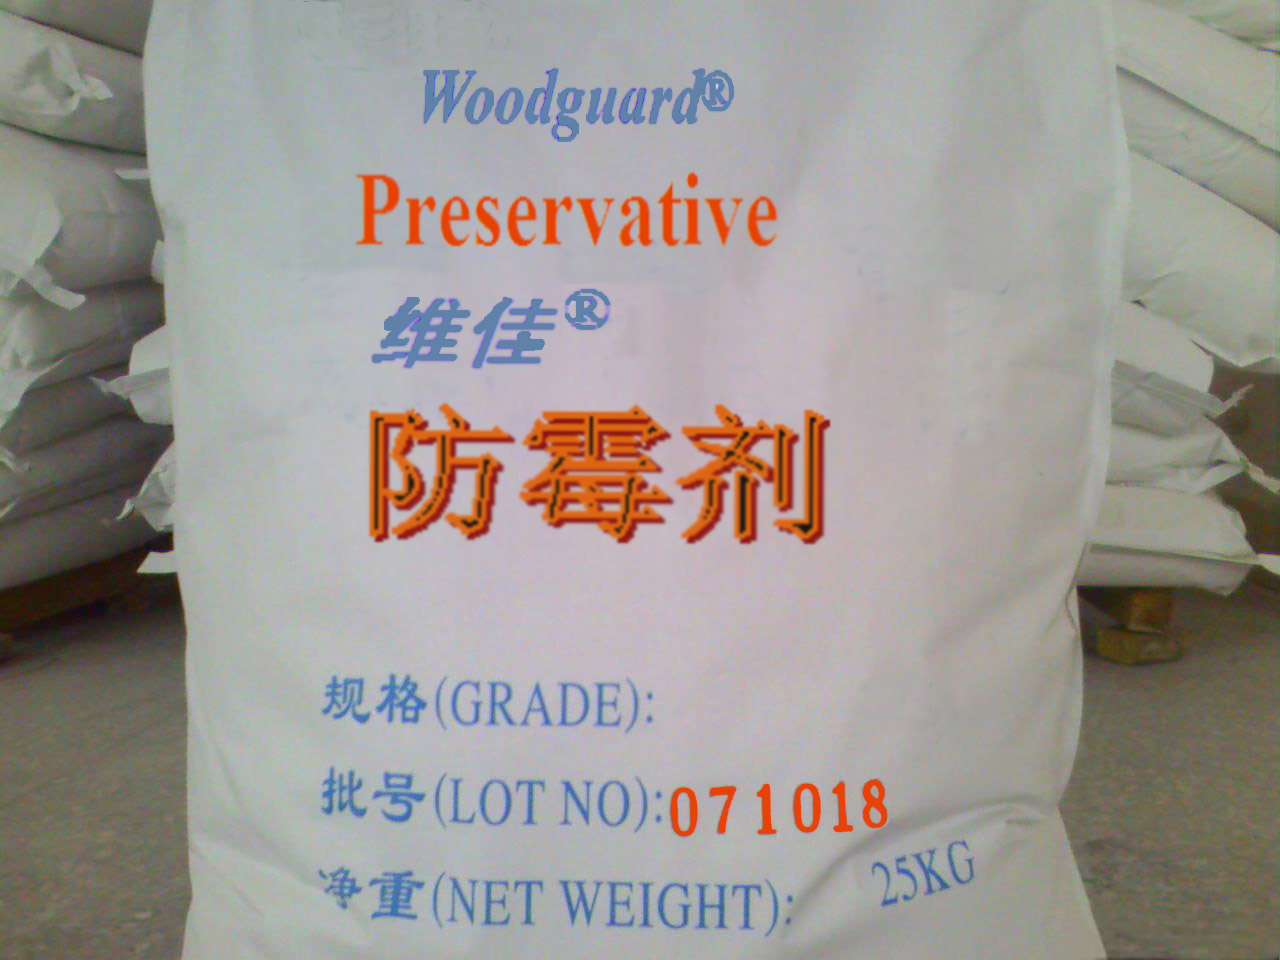 Woodguard®
Preservative
维佳®
防霉剂
规格(GRADE):
批号(LOT NO):071018
净重(NET WEIGHT): 25KG